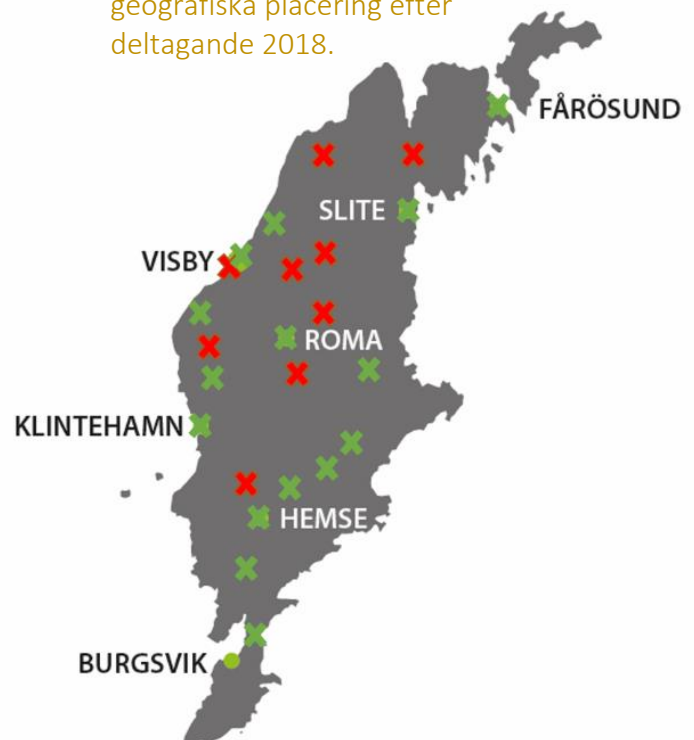 geografiska placering efter
deltagande 2018.
FÅRÖSUND
SLITE
VISBY
ROMA
KLINTEHAMN
HEMSE
BURGSVIK